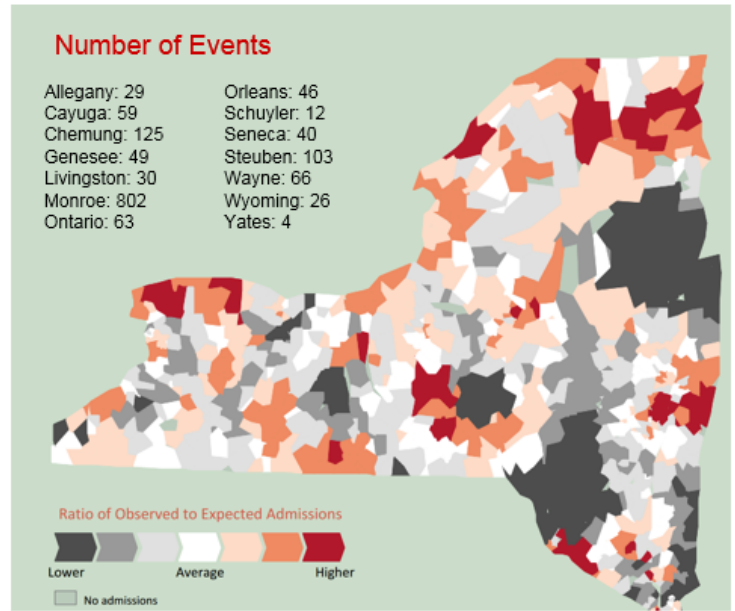 Number of Events
Allegany: 29
Cayuga: 59
Chemung: 125
Genesee: 49
Livingston: 30
Monroe: 802
Ontario: 63
Orleans: 46
Schuyler: 12
Seneca: 40
Steuben: 103
Wayne: 66
Wyoming: 26
Yates: 4
Ratio of Observed to Expected Admissions
Lower Average Higher
No admissions